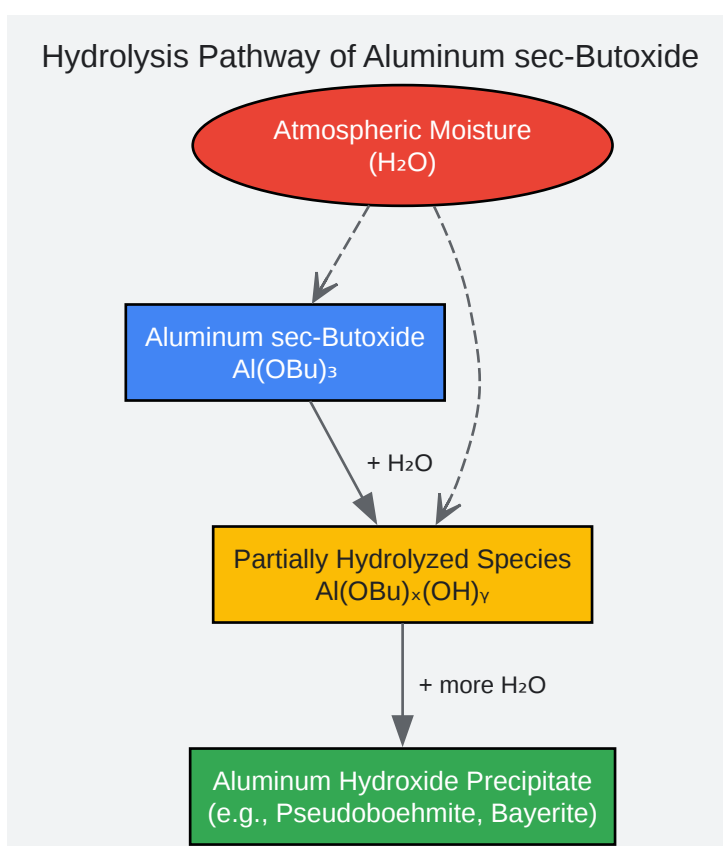 Hydrolysis Pathway of Aluminum sec-Butoxide
Atmospheric Moisture
(H₂O)
Aluminum sec-Butoxide
Al(OBu)₃
+ H₂O
Partially Hydrolyzed Species
Al(OBu)ₓ(OH)ᵧ
+ more H₂O
Aluminum Hydroxide Precipitate
(e.g., Pseudoboehmite, Bayerite)